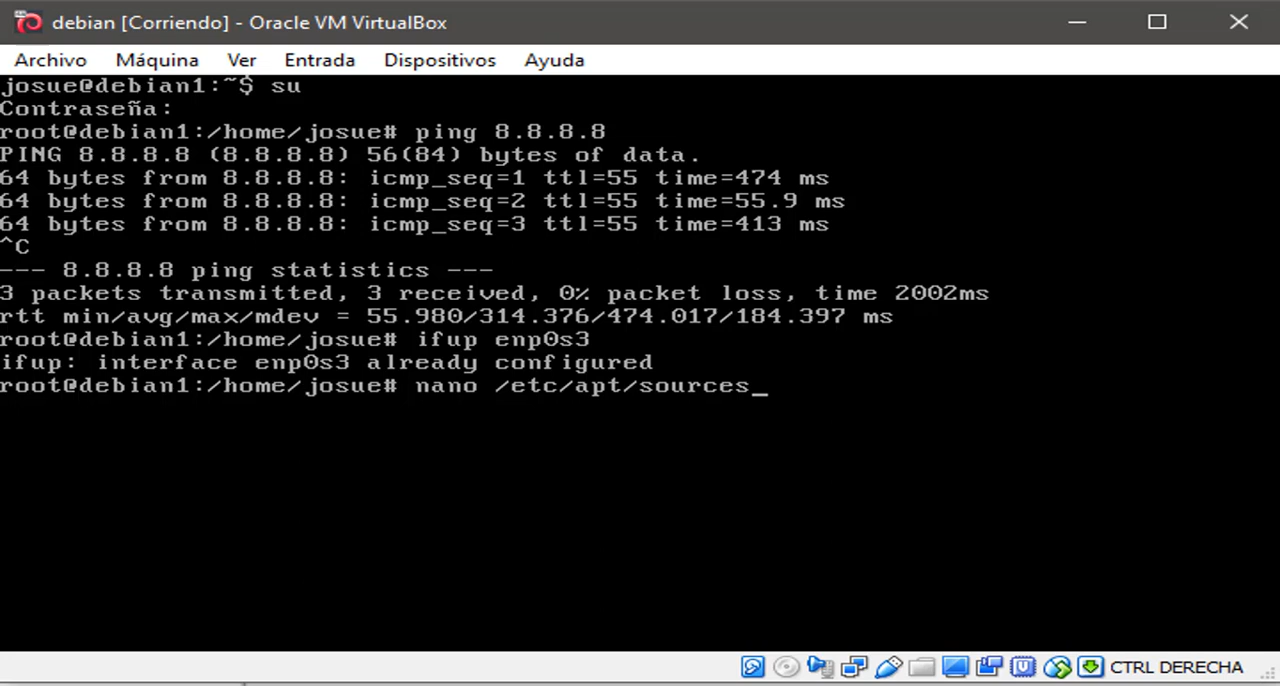 debian [Corriendo] - Oracle VM VirtualBox
Archivo Máquina Ver Entrada Dispositivos Ayuda
josue@debian1:~$ su
Contraseña:
root@debian1:/home/josue# ping 8.8.8.8
PING 8.8.8.8 (8.8.8.8) 56(84) bytes of data.
64 bytes from 8.8.8.8: icmp_seq=1 ttl=55 time=474 ms
64 bytes from 8.8.8.8: icmp_seq=2 ttl=55 time=55.9 ms
64 bytes from 8.8.8.8: icmp_seq=3 ttl=55 time=413 ms
^C
--- 8.8.8.8 ping statistics ---
3 packets transmitted, 3 received, 0% packet loss, time 2002ms
rtt min/avg/max/mdev = 55.980/314.376/474.017/184.397 ms
root@debian1:/home/josue# ifup enp0s3
ifup: interface enp0s3 already configured
root@debian1:/home/josue# nano /etc/apt/sources_
CTRL DERECHA